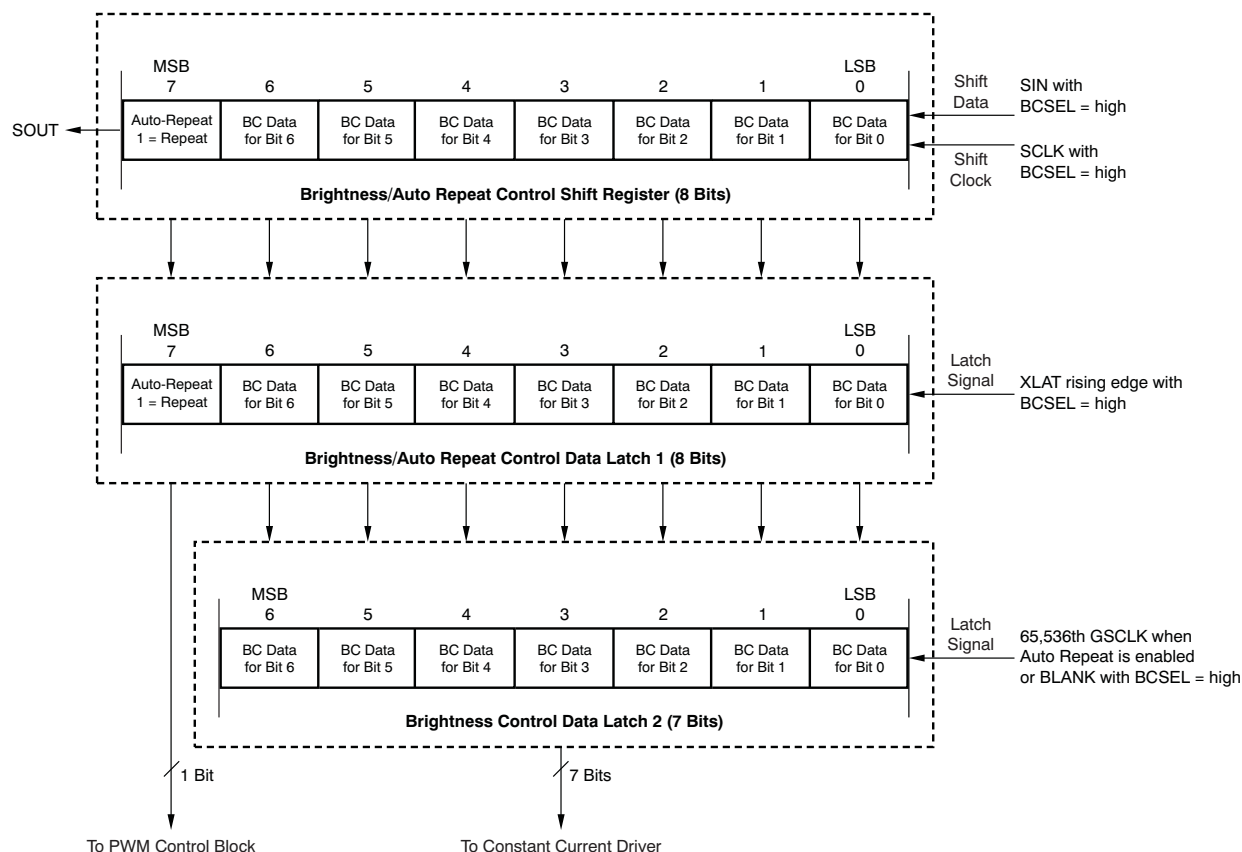 MSB LSB
7 6 5 4 3 2 1 0
Auto-Repeat BC Data BC Data BC Data BC Data BC Data BC Data BC Data
1 = Repeat for Bit 6 for Bit 5 for Bit 4 for Bit 3 for Bit 2 for Bit 1 for Bit 0
SOUT
Shift
Data
SIN with
BCSEL = high
Shift
Clock
SCLK with
BCSEL = high
Brightness/Auto Repeat Control Shift Register (8 Bits)
MSB LSB
7 6 5 4 3 2 1 0
Auto-Repeat BC Data BC Data BC Data BC Data BC Data BC Data BC Data
1 = Repeat for Bit 6 for Bit 5 for Bit 4 for Bit 3 for Bit 2 for Bit 1 for Bit 0
Latch
Signal
XLAT rising edge with
BCSEL = high
Brightness/Auto Repeat Control Data Latch 1 (8 Bits)
MSB LSB
6 5 4 3 2 1 0
BC Data BC Data BC Data BC Data BC Data BC Data BC Data
for Bit 6 for Bit 5 for Bit 4 for Bit 3 for Bit 2 for Bit 1 for Bit 0
Latch
Signal
65,536th GSCLK when
Auto Repeat is enabled
or BLANK with BCSEL = high
Brightness Control Data Latch 2 (7 Bits)
1 Bit 7 Bits
To PWM Control Block To Constant Current Driver